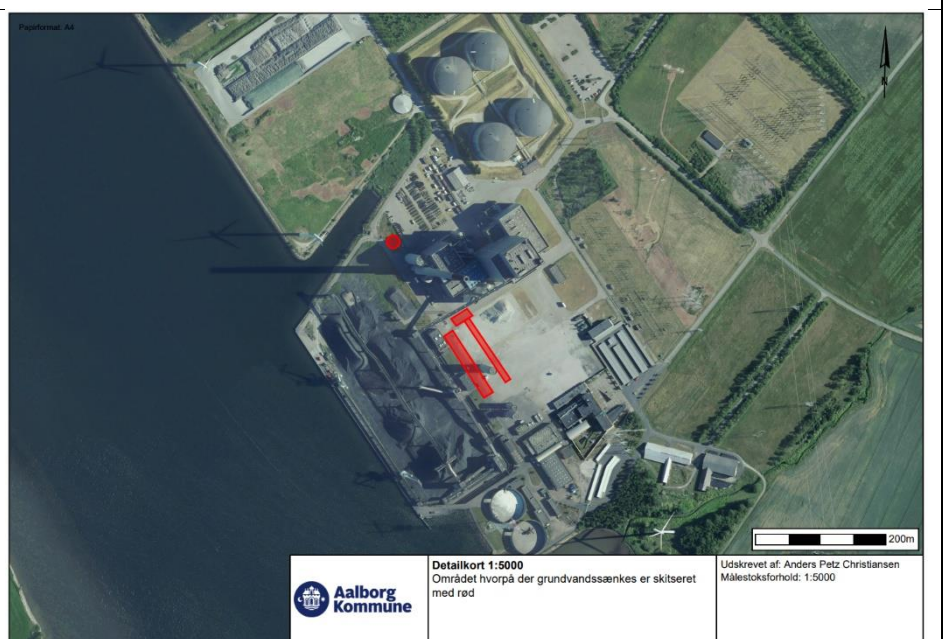 Papirformat: A4
N
200m
Aalborg
Kommune
Detailkort 1:5000
Området hvorpå der grundvandssænkes er skitseret
med rød
Udskrevet af: Anders Petz Christiansen
Målestoksforhold: 1:5000